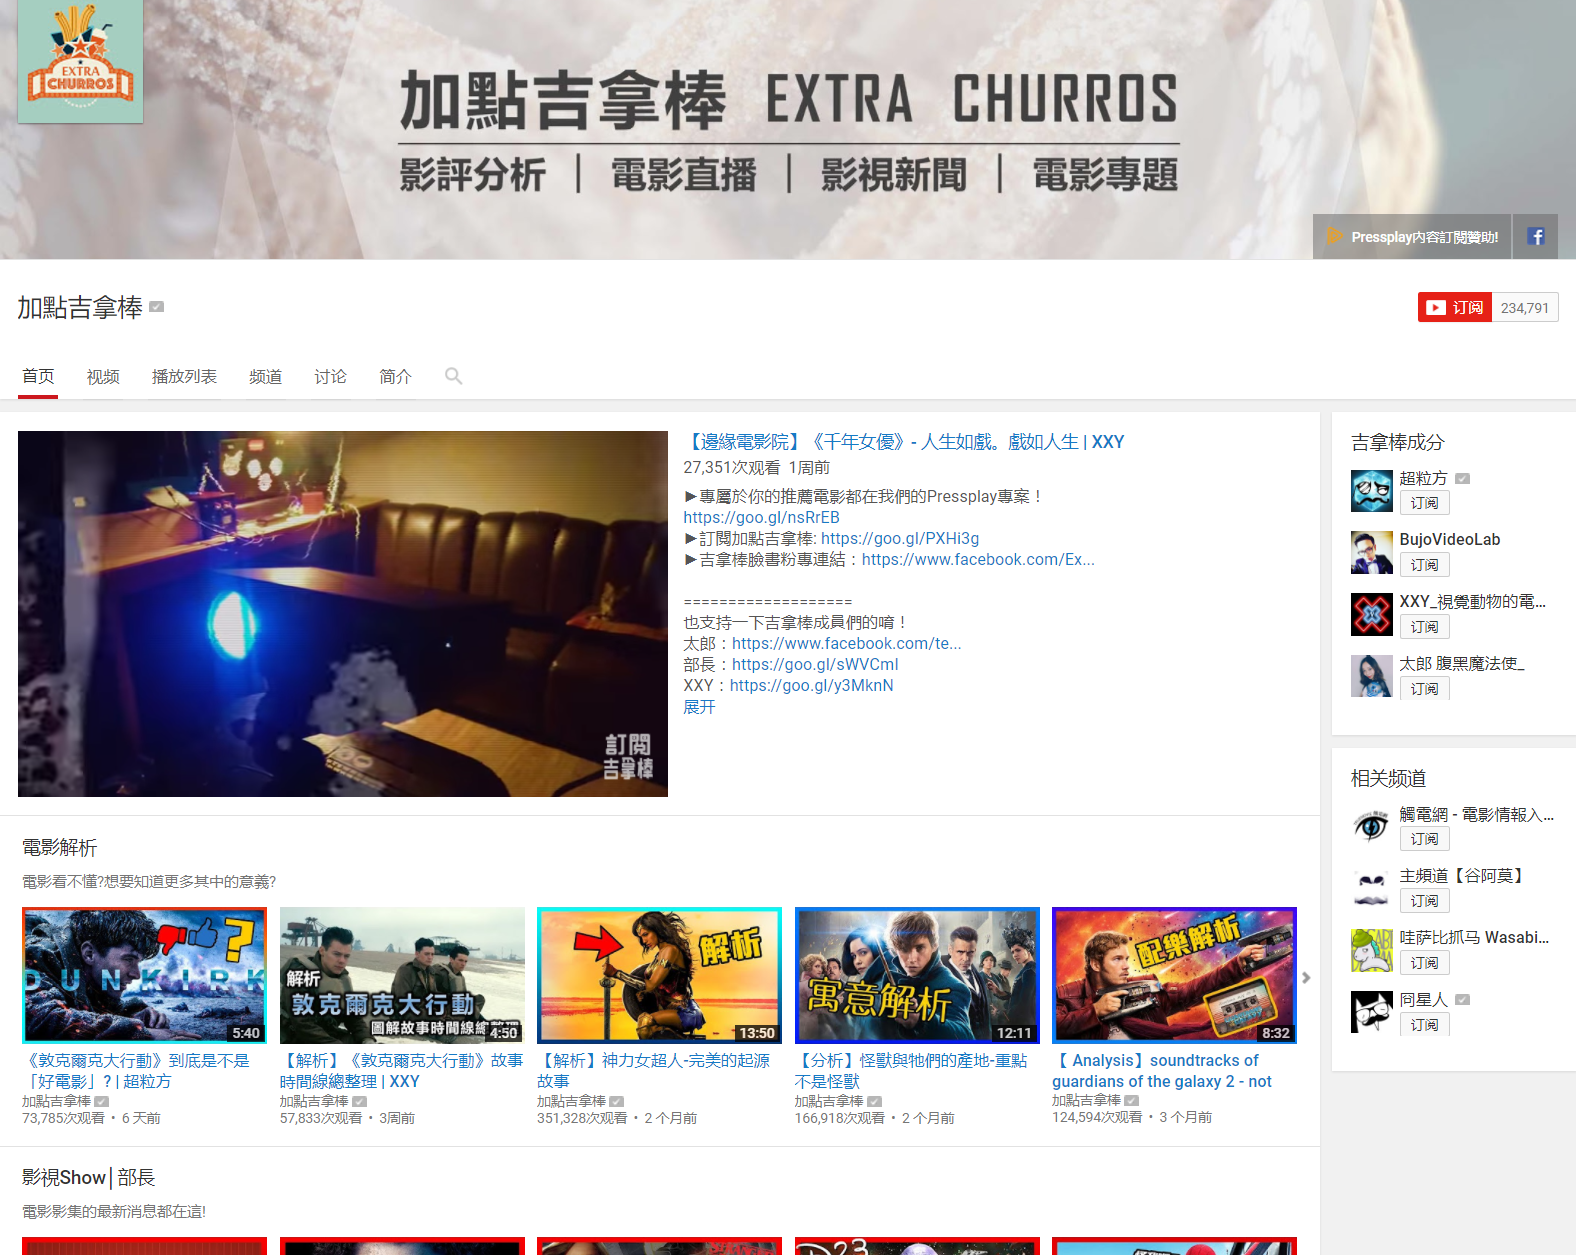 EXTRA
CHURROS
加點吉拿棒 EXTRA CHURROS
影評分析 | 電影直播 | 影視新聞 | 電影專題
Pressplay內容訂閱贊助!
加點吉拿棒
订阅 234,791
首页 视频 播放列表 频道 讨论 简介
訂閱
吉拿棒
【邊緣電影院】《千年女優》- 人生如戲。戲如人生 | XXY
27,351次观看 1周前
►專屬於你的推薦電影都在我們的Pressplay專案！
https://goo.gl/nsRrEB
►訂閱加點吉拿棒: https://goo.gl/PXHi3g
►吉拿棒臉書粉專連結：https://www.facebook.com/Ex...
===================
也支持一下吉拿棒成員們的唷！
太郎：https://www.facebook.com/te...
部長：https://goo.gl/sWVCmI
XXY：https://goo.gl/y3MknN
展开
吉拿棒成分
超粒方
订阅
BujoVideoLab
订阅
XXY_視覺動物的電...
订阅
太郎 腹黑魔法使_
订阅
相关频道
觸電網 - 電影情報入...
订阅
主頻道【谷阿莫】
订阅
哇萨比抓马 Wasabi...
订阅
冏星人
订阅
電影解析
電影看不懂?想要知道更多其中的意義?
DUNKIRK
?
5:40
解析
敦克爾克大行動
圖解故事時間線總整理
4:50
解析
13:50
寓意解析
12:11
配樂解析
8:32
《敦克爾克大行動》到底是不是
「好電影」? | 超粒方
加點吉拿棒
73,785次观看 • 6 天前
【解析】《敦克爾克大行動》故事
時間線總整理 | XXY
加點吉拿棒
57,833次观看 • 3周前
【解析】神力女超人-完美的起源
故事
加點吉拿棒
351,328次观看 • 2 个月前
【分析】怪獸與牠們的產地-重點
不是怪獸
加點吉拿棒
166,918次观看 • 2 个月前
【 Analysis】soundtracks of
guardians of the galaxy 2 - not
加點吉拿棒
124,594次观看 • 3 个月前
影視Show│部長
電影影集的最新消息都在這!
D23